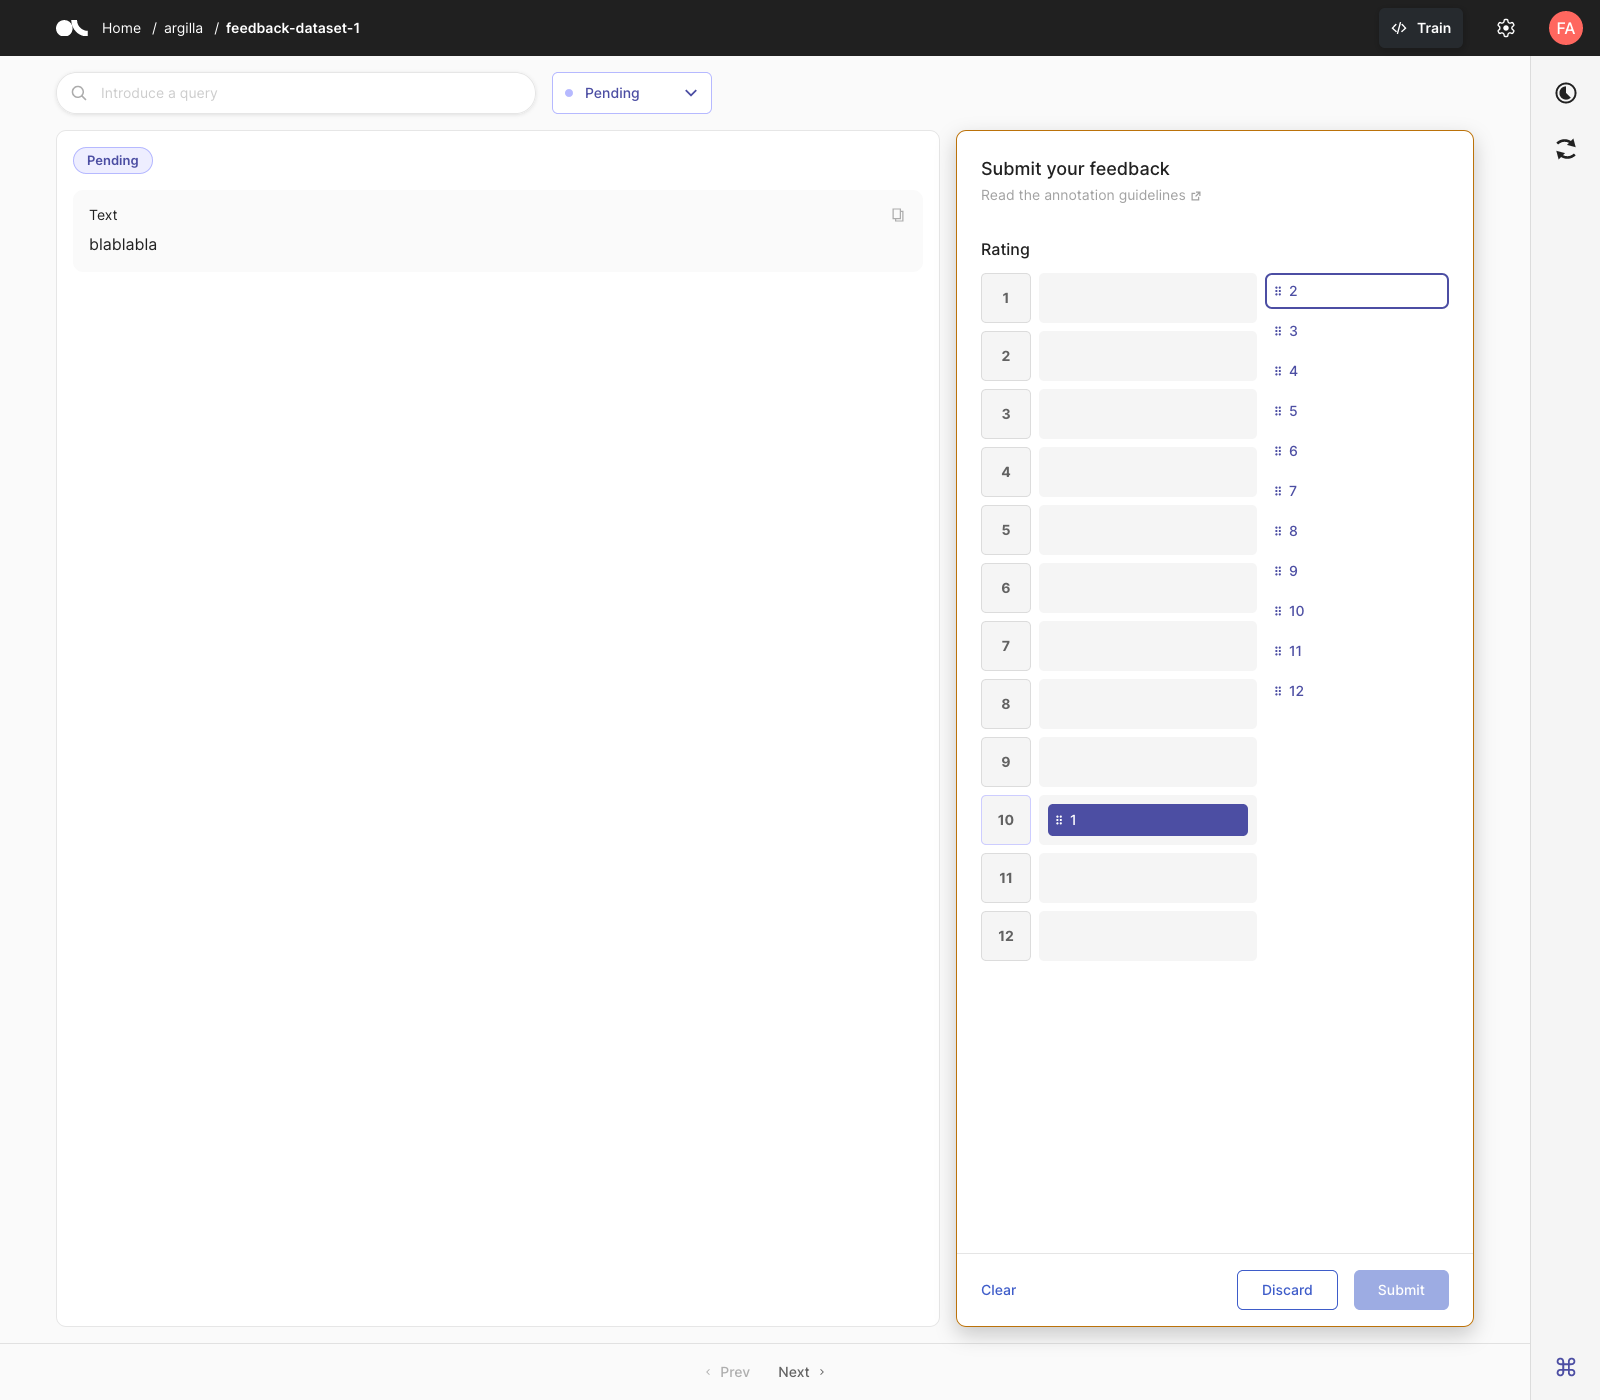 Home / argilla / feedback-dataset-1
Train
FA
Introduce a query
Pending
Pending
Text
blablabla
Submit your feedback
Read the annotation guidelines
Rating
1
2
3
4
5
6
7
8
9
10
1
11
12
2
3
4
5
6
7
8
9
10
11
12
Clear
Discard
Submit
Prev
Next